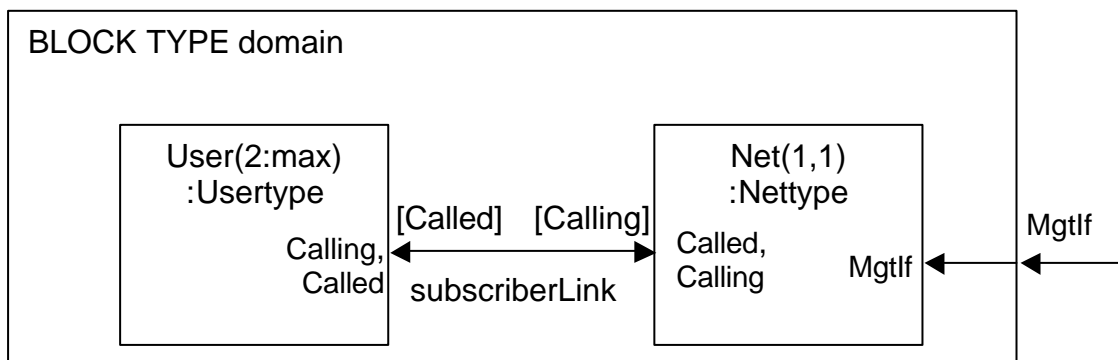 BLOCK TYPE domain
User(2:max)
:Usertype
Net(1,1)
:Nettype
[Called]
[Calling]
Calling,
Called
subscriberLink
Called,
Calling
MgtIf
MgtIf